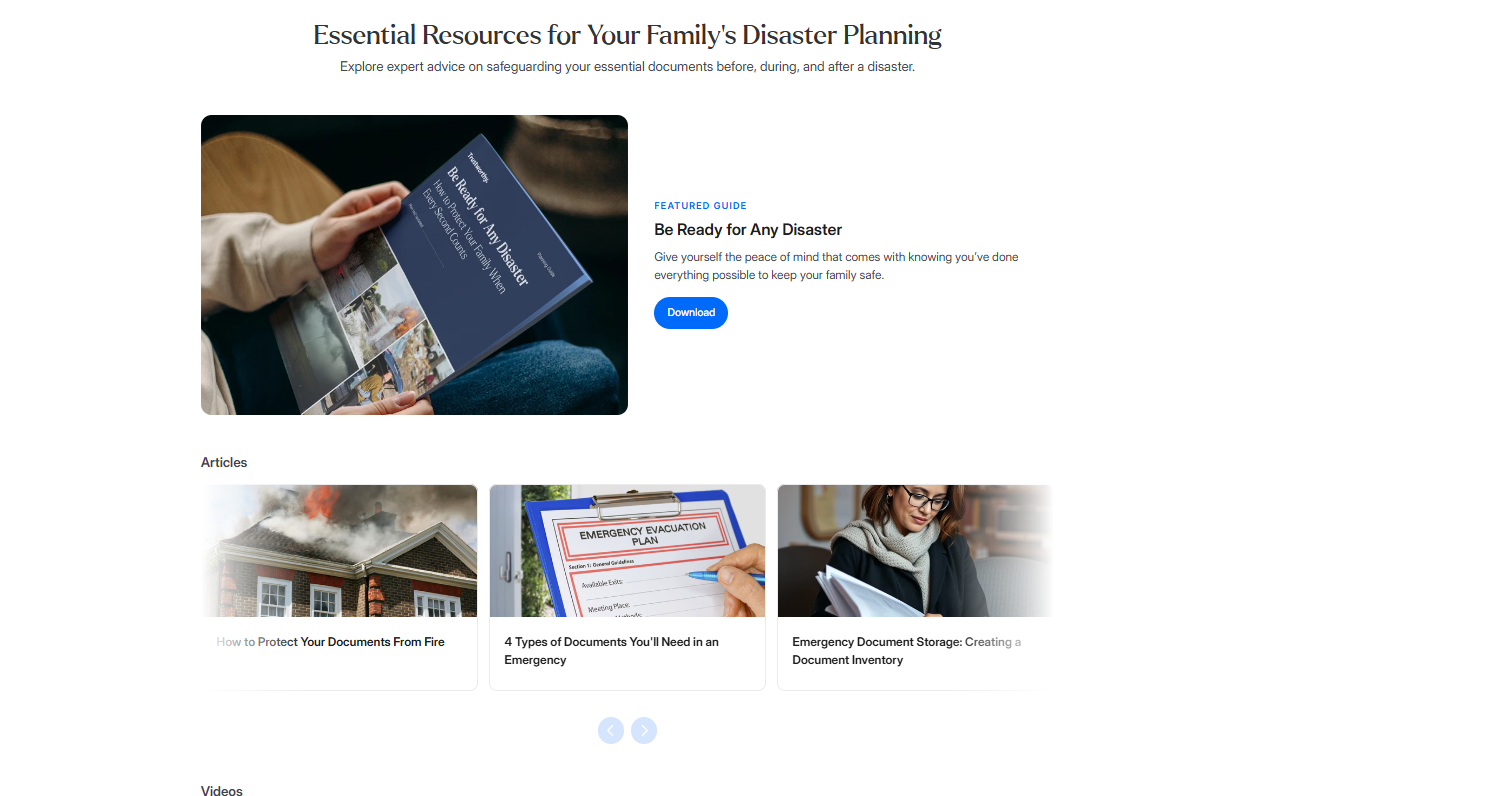 Essential Resources for Your Family's Disaster Planning
Explore expert advice on safeguarding your essential documents before, during, and after a disaster.
Trustworthy.
Be Ready for Any Disaster
How to Protect Your Family When
Every Second Counts
Planning Guide
FEATURED GUIDE
Be Ready for Any Disaster
Give yourself the peace of mind that comes with knowing you've done
everything possible to keep your family safe.
Download
Articles
EMERGENCY EVACUATION
PLAN
Section 1: General Guidelines
Available Exits:
Meeting Place:
How to Protect Your Documents From Fire
4 Types of Documents You'll Need in an
Emergency
Emergency Document Storage: Creating a
Document Inventory
Videos